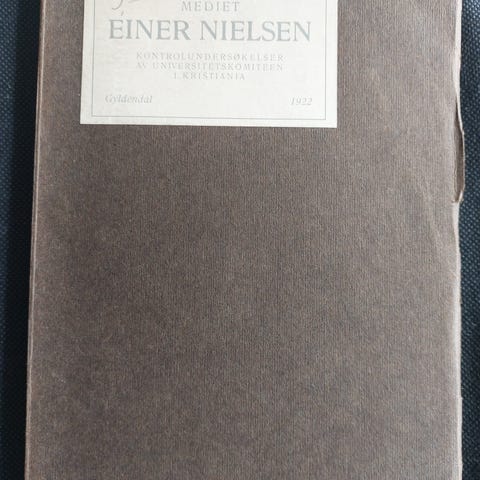 MEDIET
EINER NIELSEN
KONTROLUNDERSØKELSER
AV UNIVERSITETSKOMITEEN
I KRISTIANIA
Gyldendal 1922